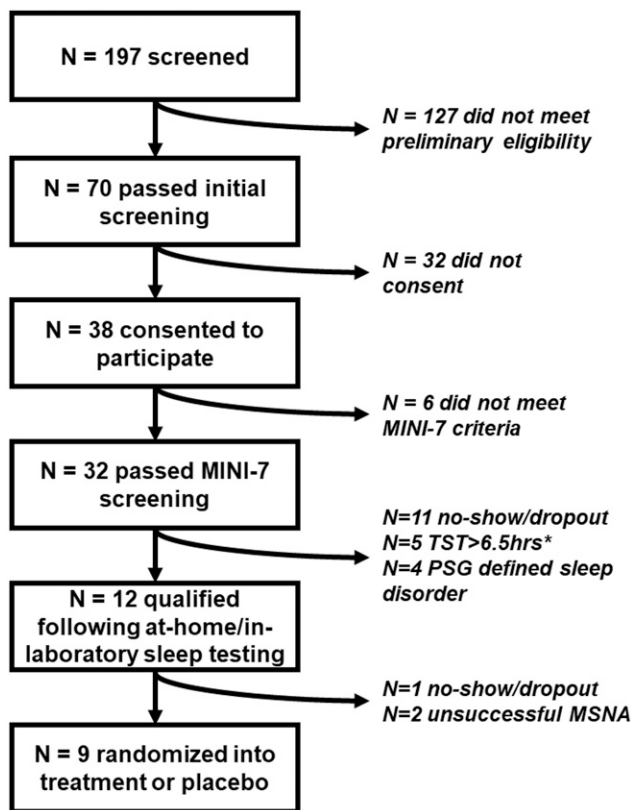 N = 197 screened
N = 127 did not meet
preliminary eligibility
N = 70 passed initial
screening
N = 32 did not
consent
N = 38 consented to
participate
N = 6 did not meet
MINI-7 criteria
N = 32 passed MINI-7
screening
N=11 no-show/dropout
N=5 TST>6.5hrs*
N=4 PSG defined sleep
disorder
N = 12 qualified
following at-home/in-
laboratory sleep testing
N=1 no-show/dropout
N=2 unsuccessful MSNA
N = 9 randomized into
treatment or placebo